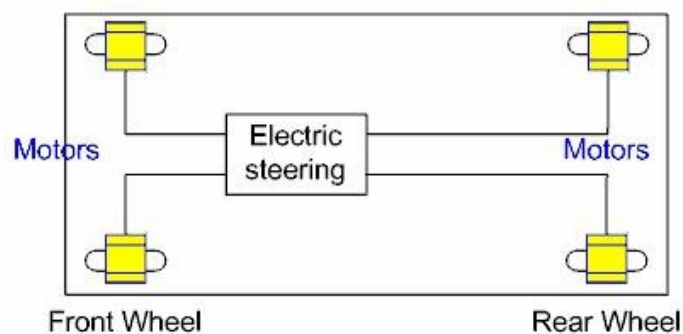 Electric
steering
Motors
Motors
Front Wheel
Rear Wheel